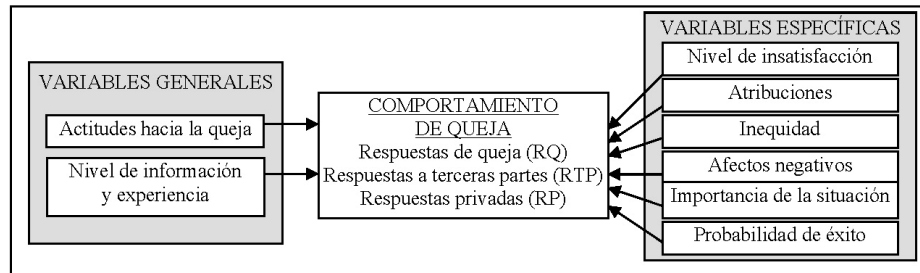 VARIABLES GENERALES
Actitudes hacia la queja
Nivel de información
y experiencia
COMPORTAMIENTO
DE QUEJA
Respuestas de queja (RQ)
Respuestas a terceras partes (RTP)
Respuestas privadas (RP)
VARIABLES ESPECÍFICAS
Nivel de insatisfacción
Atribuciones
Inequidad
Afectos negativos
Importancia de la situación
Probabilidad de éxito